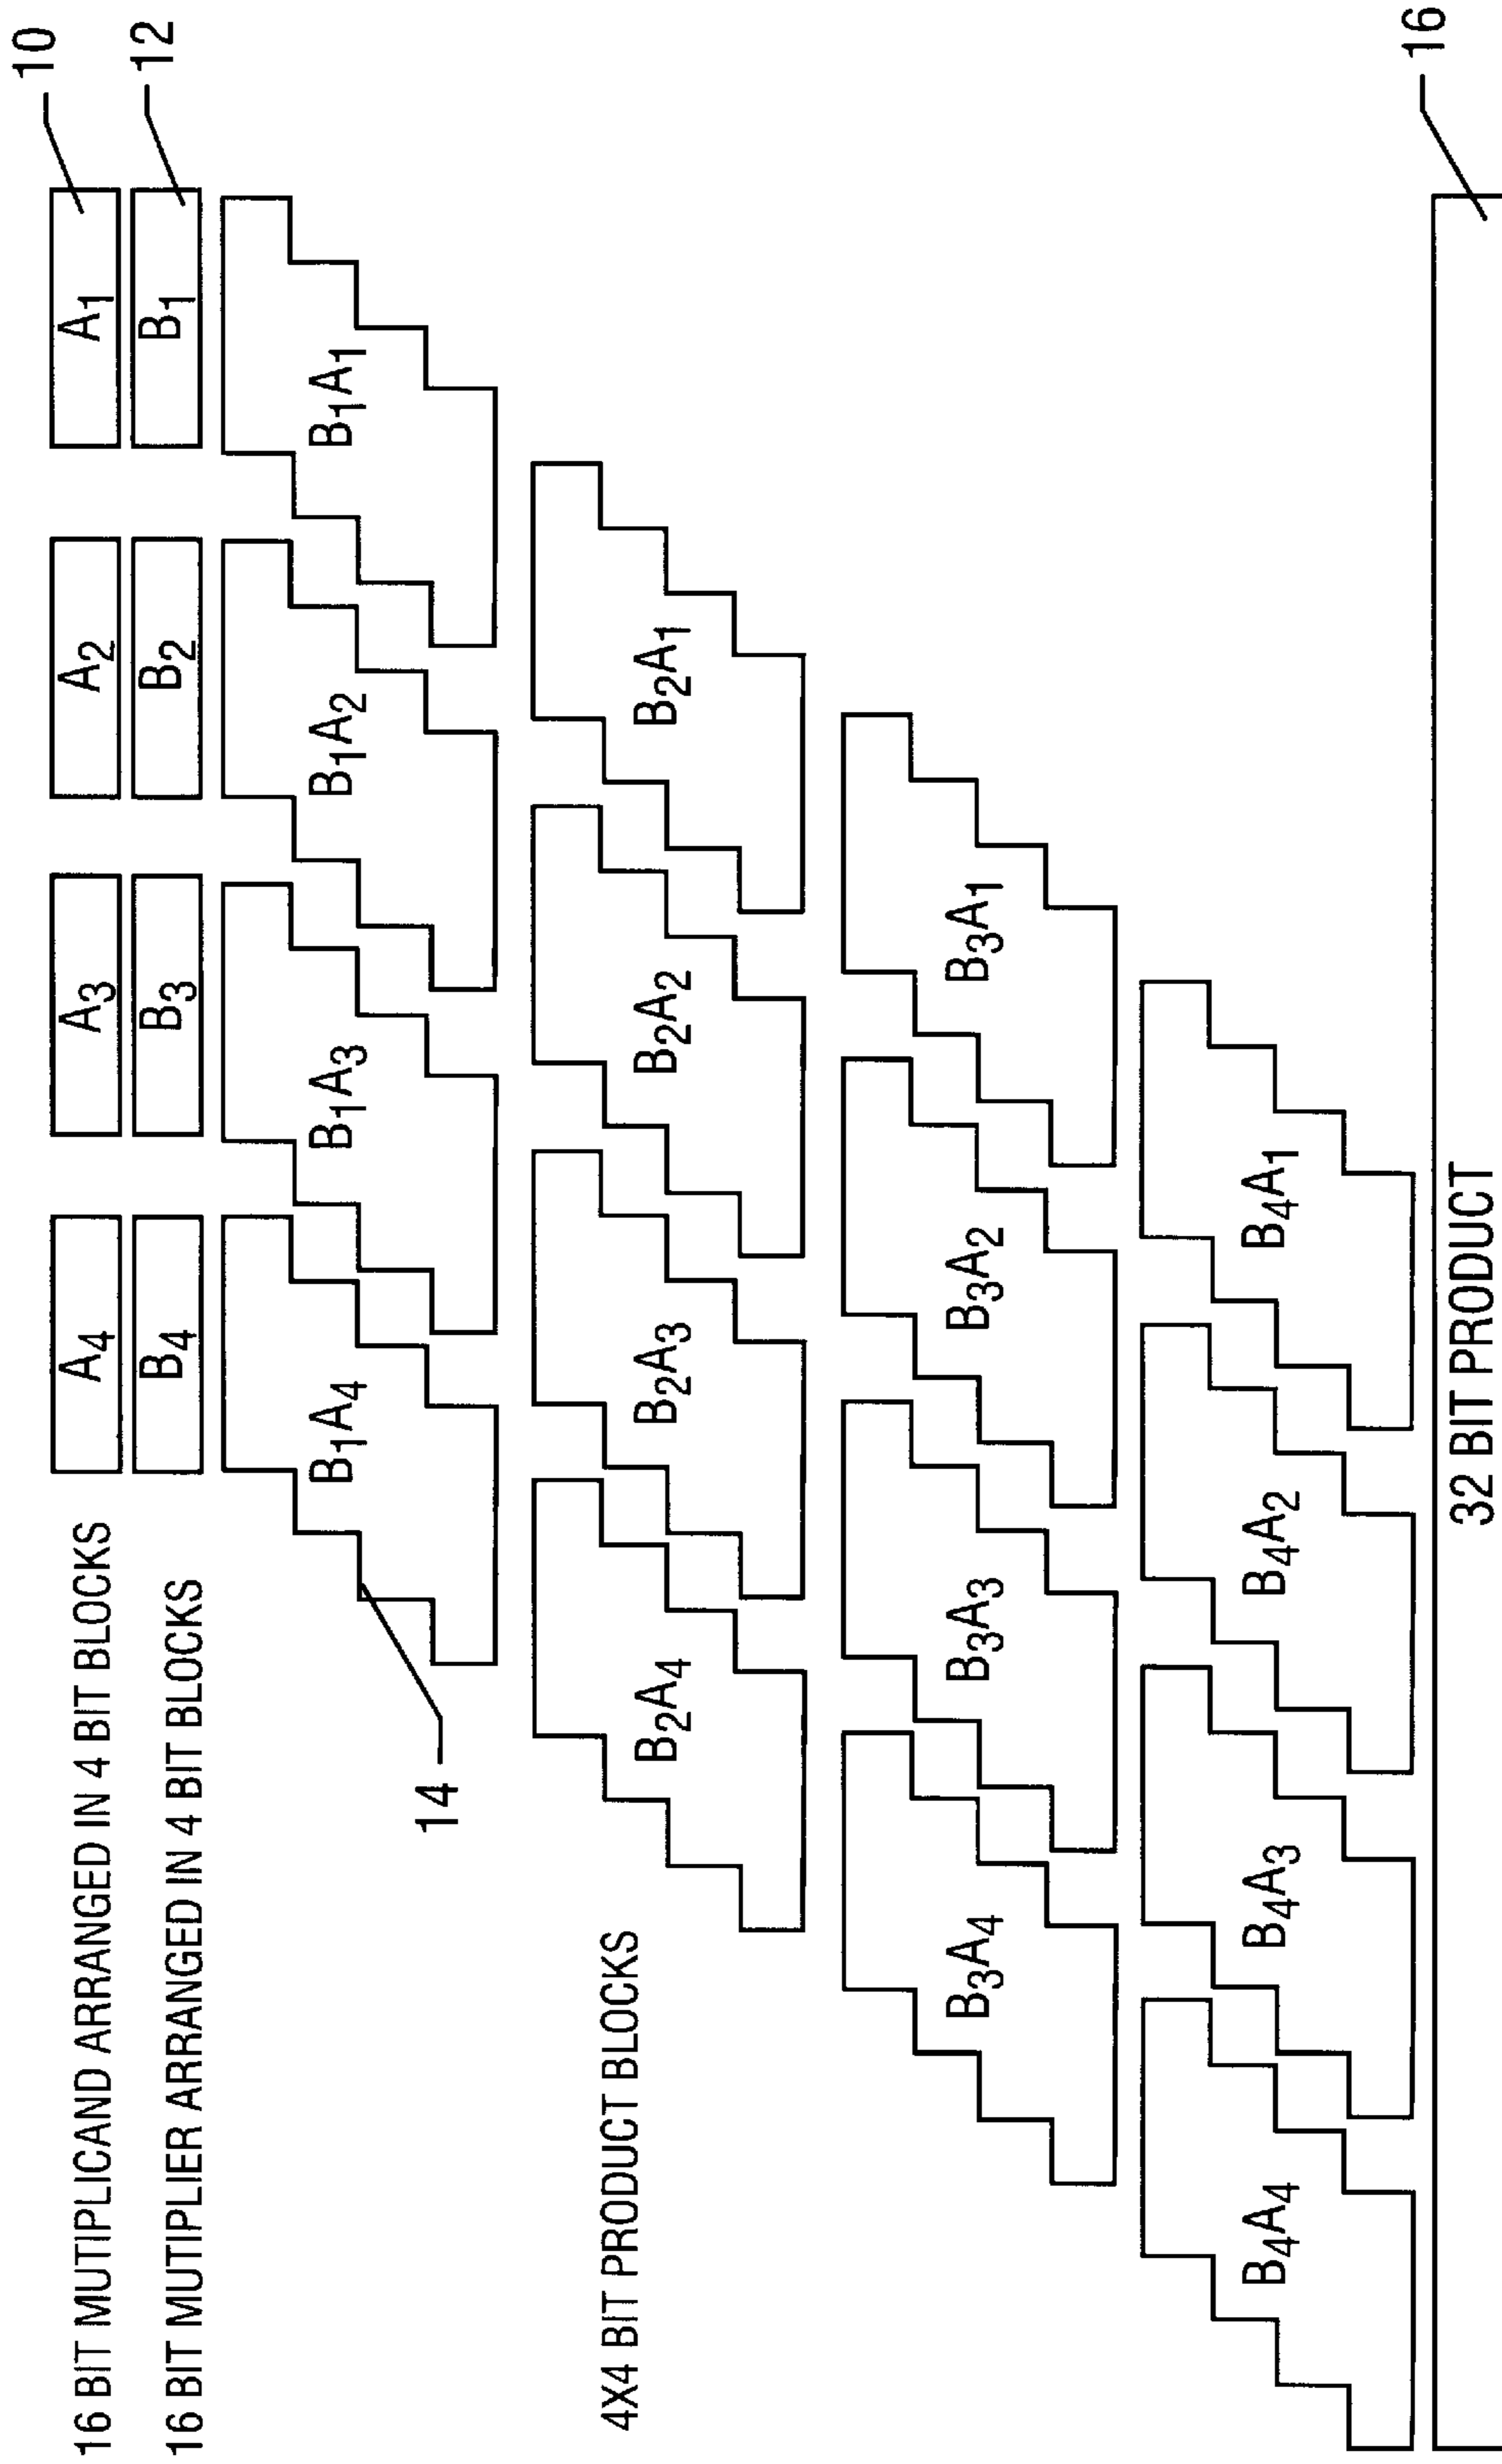 10
12
16 BIT MUTIPLICAND ARRANGED IN 4 BIT BLOCKS
A4 A3 A2 A1
16 BIT MUTIPLIER ARRANGED IN 4 BIT BLOCKS
B4 B3 B2 B1
B1A4 B1A3 B1A2 B1A1
14
4X4 BIT PRODUCT BLOCKS
B2A4 B2A3 B2A2 B2A1
B3A4 B3A3 B3A2 B3A1
B4A4 B4A3 B4A2 B4A1
16
32 BIT PRODUCT